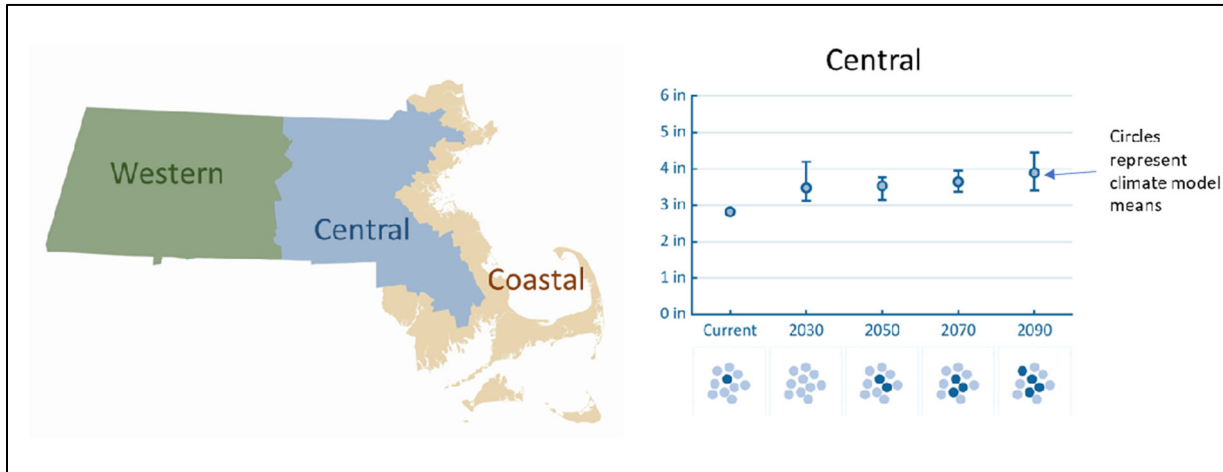 Western
Central
Coastal
Central
6 in
5 in
4 in
3 in
2 in
1 in
0 in
Current 2030 2050 2070 2090
Circles
represent
climate model
means